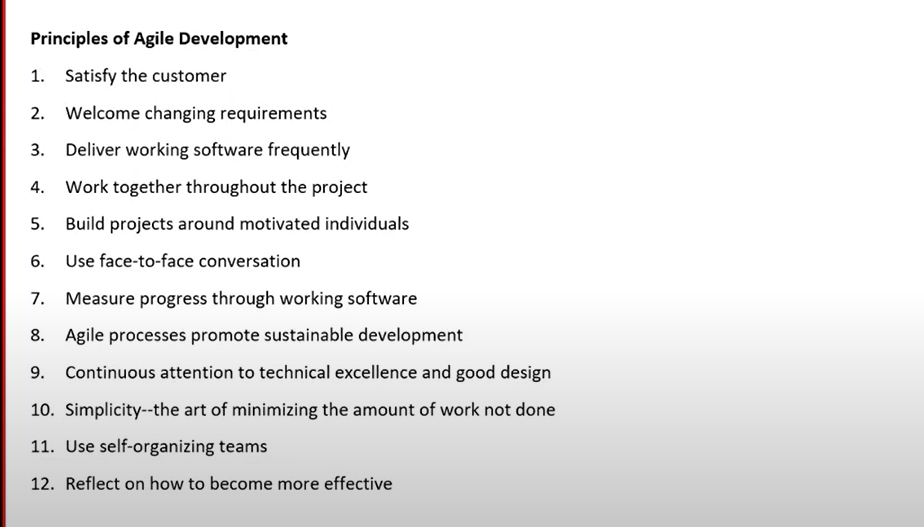 Principles of Agile Development
1. Satisfy the customer
2. Welcome changing requirements
3. Deliver working software frequently
4. Work together throughout the project
5. Build projects around motivated individuals
6. Use face-to-face conversation
7. Measure progress through working software
8. Agile processes promote sustainable development
9. Continuous attention to technical excellence and good design
10. Simplicity--the art of minimizing the amount of work not done
11. Use self-organizing teams
12. Reflect on how to become more effective